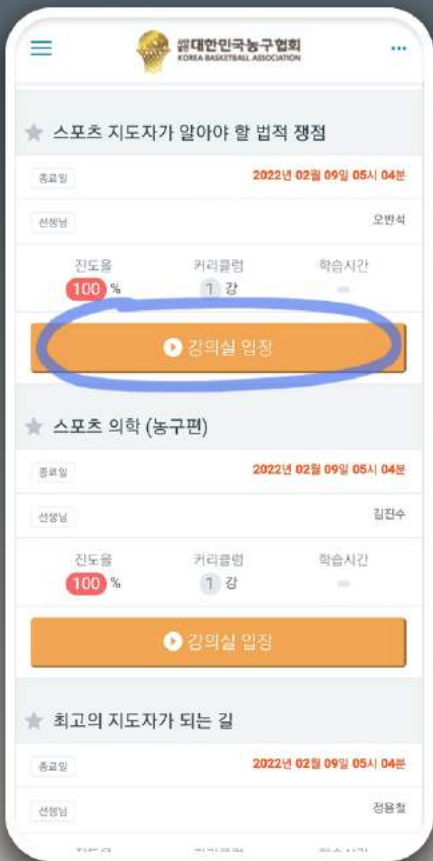 대한민국농구협회
KOREA BASKETBALL ASSOCIATION
스포츠 지도자가 알아야 할 법적 쟁점
종료일 2022년 02월 09일 05시 04분
선생님 오반석
진도율 커리큘럼 학습시간
100 % 1 강
강의실 입장
스포츠 의학 (농구편)
종료일 2022년 02월 09일 05시 04분
선생님 김진수
진도율 커리큘럼 학습시간
100 % 1 강
강의실 입장
최고의 지도자가 되는 길
종료일 2022년 02월 09일 05시 04분
선생님 정용철